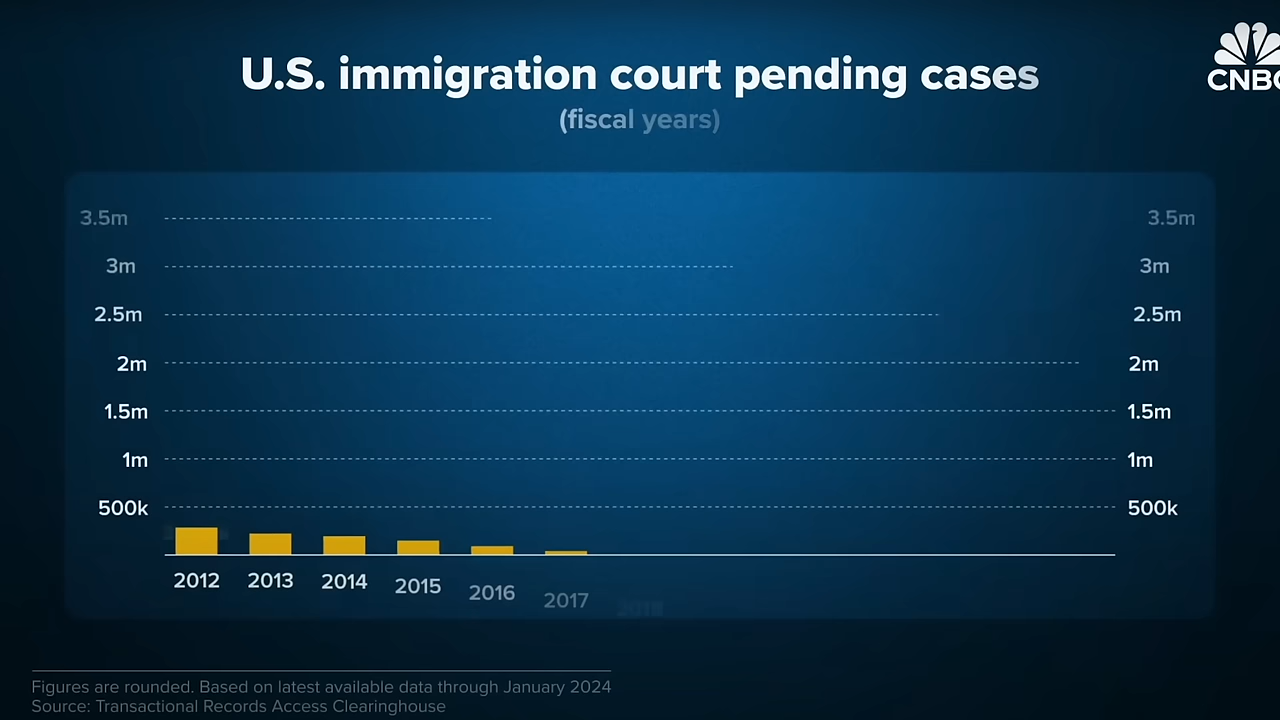 U.S. immigration court pending cases
CNBC
(fiscal years)
3.5m 3.5m
3m 3m
2.5m 2.5m
2m 2m
1.5m 1.5m
1m 1m
500k 500k
2012 2013 2014 2015 2016 2017
Figures are rounded. Based on latest available data through January 2024
Source: Transactional Records Access Clearinghouse